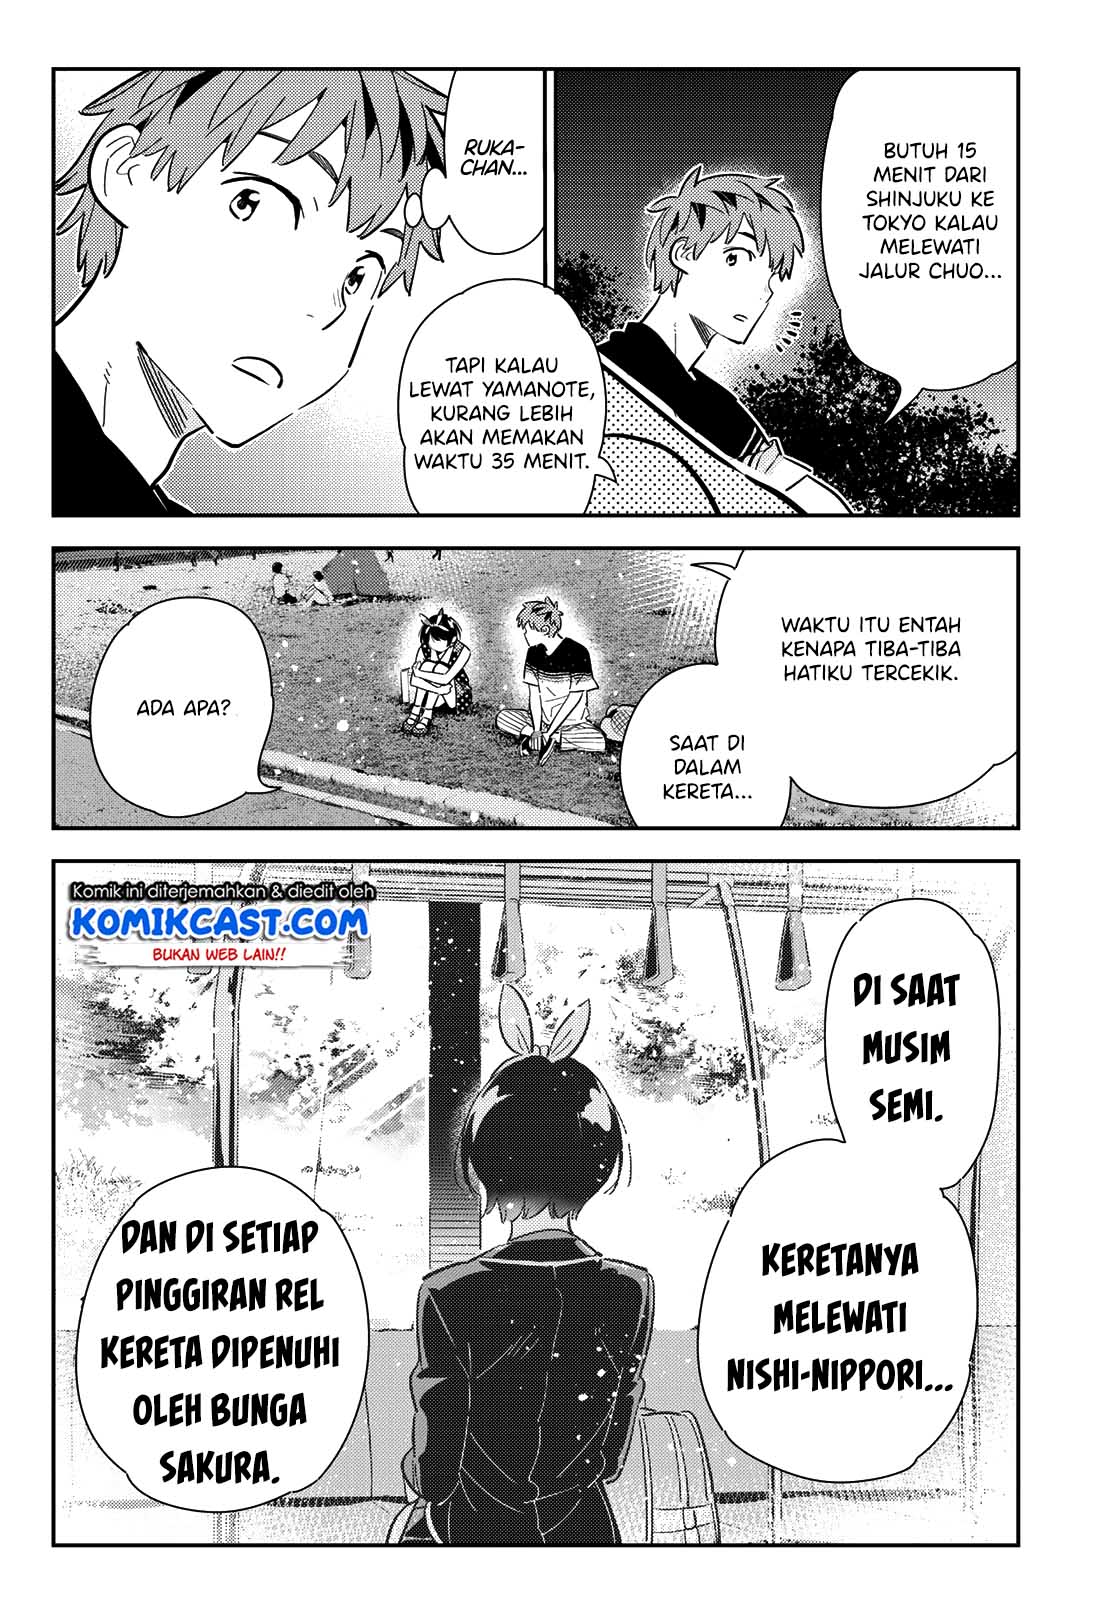 BUTUH 15
MENIT DARI
SHINJUKU KE
TOKYO KALAU
MELEWATI
JALUR CHUO...
RUKA-
CHAN...
TAPI KALAU
LEWAT YAMANOTE,
KURANG LEBIH
AKAN MEMAKAN
WAKTU 35 MENIT.
WAKTU ITU ENTAH
KENAPA TIBA-TIBA
HATIKU TERCEKIK.
SAAT DI
DALAM
KERETA...
ADA APA?
Komik ini diterjemahkan & diedit oleh
KOMIKCAST.COM
BUKAN WEB LAIN!!
DI SAAT
MUSIM
SEMI.
KERETANYA
MELEWATI
NISHI-NIPPORI...
DAN DI SETIAP
PINGGIRAN REL
KERETA DIPENUHI
OLEH BUNGA
SAKURA.